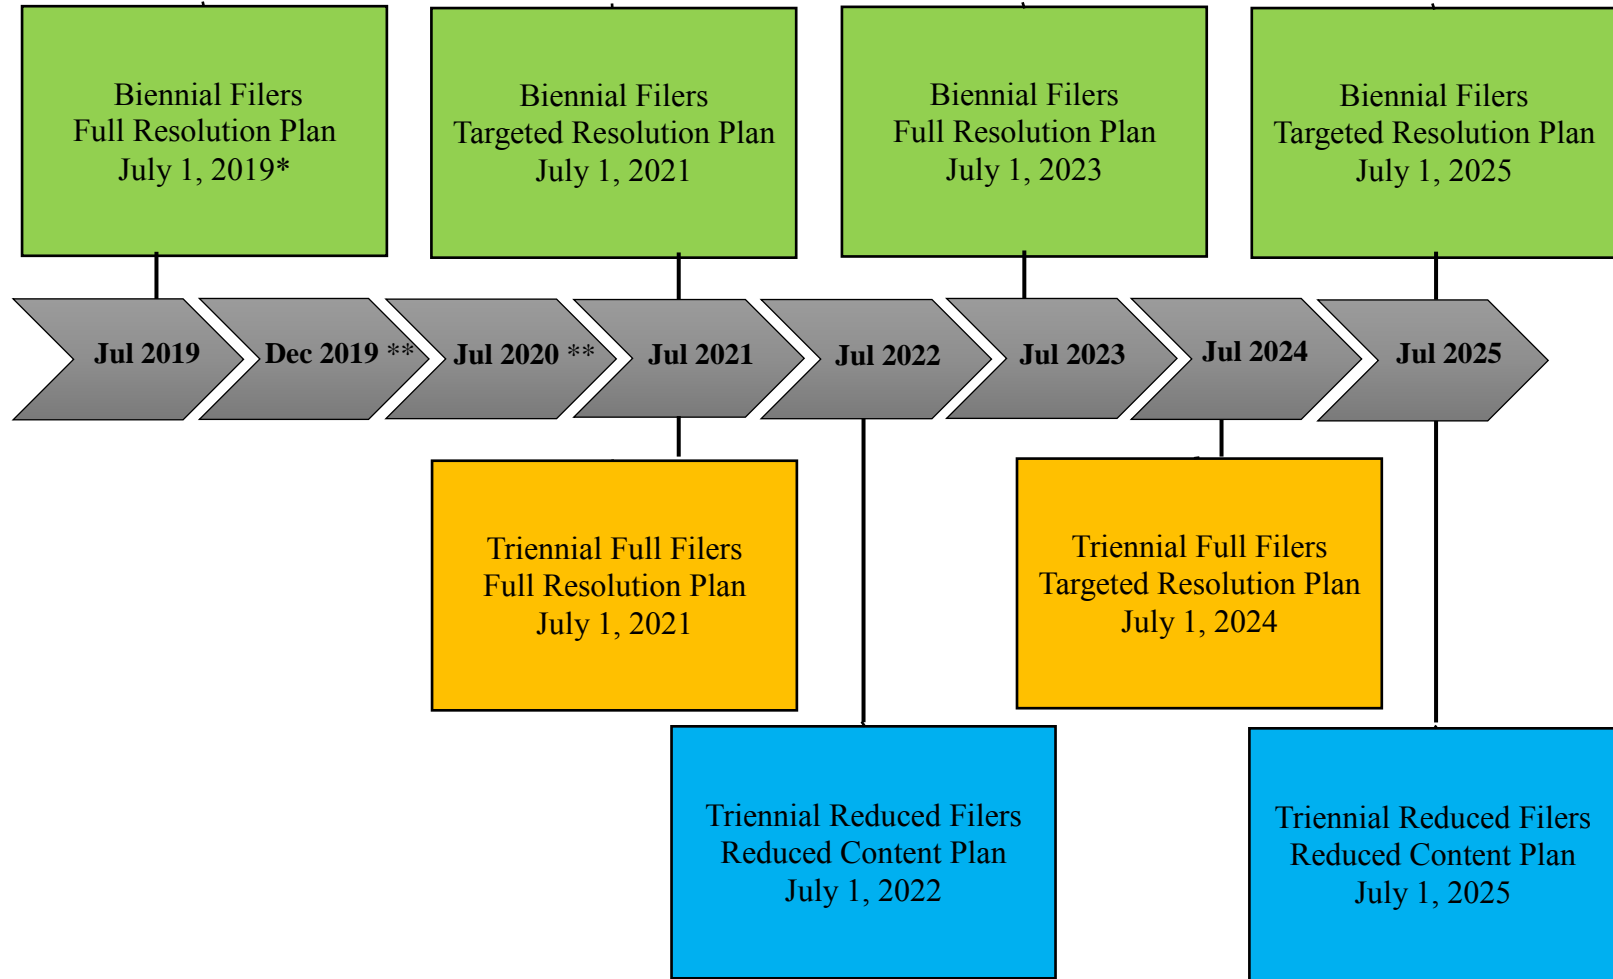 Biennial Filers
Full Resolution Plan
July 1, 2019*
Biennial Filers
Targeted Resolution Plan
July 1, 2021
Biennial Filers
Full Resolution Plan
July 1, 2023
Biennial Filers
Targeted Resolution Plan
July 1, 2025
Jul 2019
Dec 2019 **
Jul 2020 **
Jul 2021
Jul 2022
Jul 2023
Jul 2024
Jul 2025
Triennial Full Filers
Full Resolution Plan
July 1, 2021
Triennial Full Filers
Targeted Resolution Plan
July 1, 2024
Triennial Reduced Filers
Reduced Content Plan
July 1, 2022
Triennial Reduced Filers
Reduced Content Plan
July 1, 2025